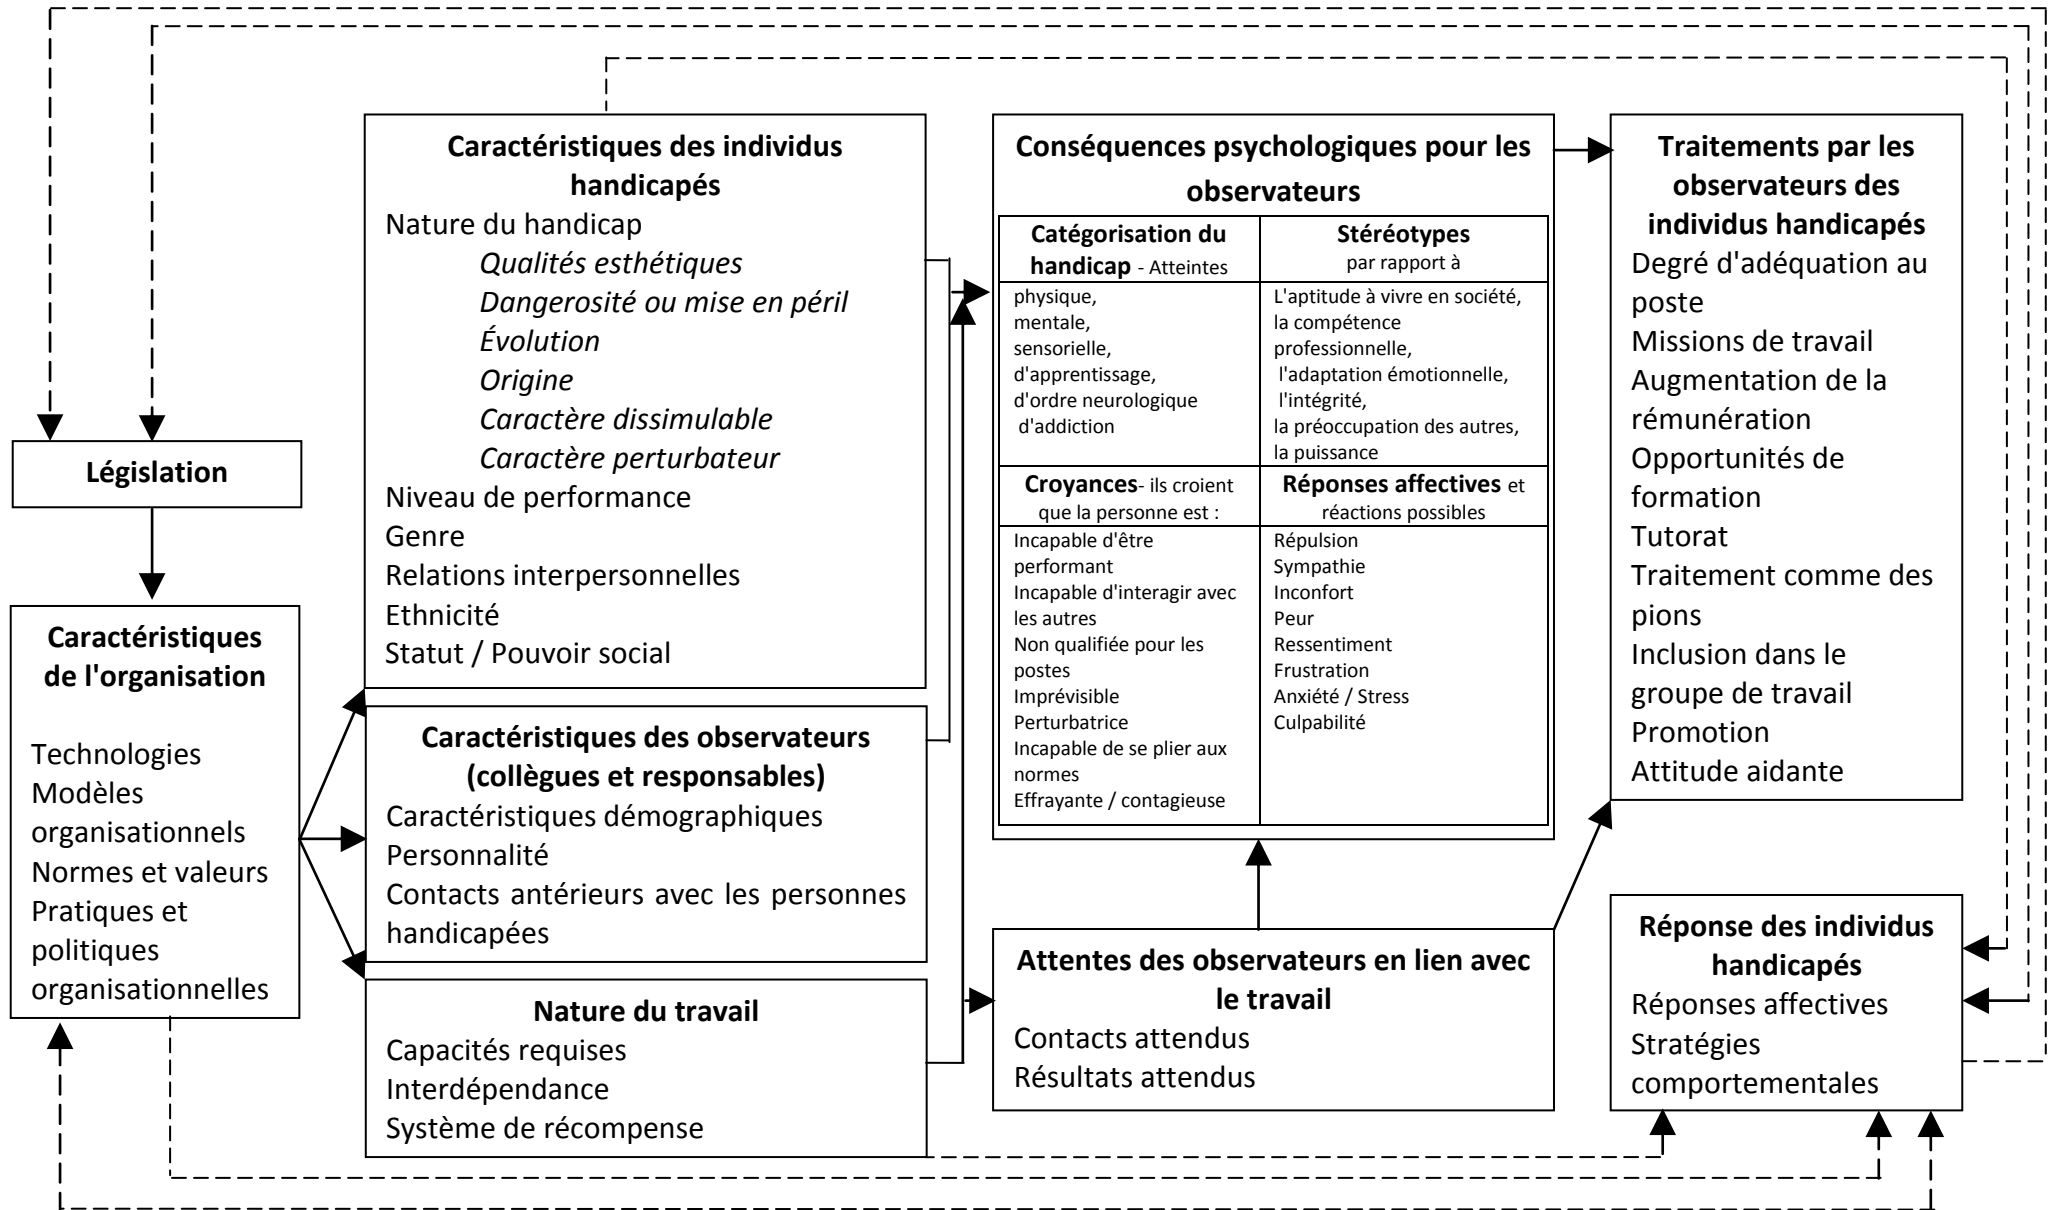 Législation
Caractéristiques
de l'organisation
Technologies
Modèles
organisationnels
Normes et valeurs
Pratiques et
politiques
organisationnelles
Caractéristiques des individus
handicapés
Nature du handicap
Qualités esthétiques
Dangerosité ou mise en péril
Évolution
Origine
Caractère dissimulable
Caractère perturbateur
Niveau de performance
Genre
Relations interpersonnelles
Ethnicité
Statut / Pouvoir social
Caractéristiques des observateurs
(collègues et responsables)
Caractéristiques démographiques
Personnalité
Contacts antérieurs avec les personnes
handicapées
Nature du travail
Capacités requises
Interdépendance
Système de récompense
Conséquences psychologiques pour les
observateurs
Catégorisation du
handicap - Atteintes
physique,
mentale,
sensorielle,
d'apprentissage,
d'ordre neurologique
d'addiction
Stéréotypes
par rapport à
L'aptitude à vivre en société,
la compétence
professionnelle,
l'adaptation émotionnelle,
l'intégrité,
la préoccupation des autres,
la puissance
Croyances- ils croient
que la personne est :
Incapable d'être
performant
Incapable d'interagir avec
les autres
Non qualifiée pour les
postes
Imprévisible
Perturbatrice
Incapable de se plier aux
normes
Effrayante / contagieuse
Réponses affectives et
réactions possibles
Répulsion
Sympathie
Inconfort
Peur
Ressentiment
Frustration
Anxiété / Stress
Culpabilité
Attentes des observateurs en lien avec
le travail
Contacts attendus
Résultats attendus
Traitements par les
observateurs des
individus handicapés
Degré d'adéquation au
poste
Missions de travail
Augmentation de la
rémunération
Opportunités de
formation
Tutorat
Traitement comme des
pions
Inclusion dans le
groupe de travail
Promotion
Attitude aidante
Réponse des individus
handicapés
Réponses affectives
Stratégies
comportementales